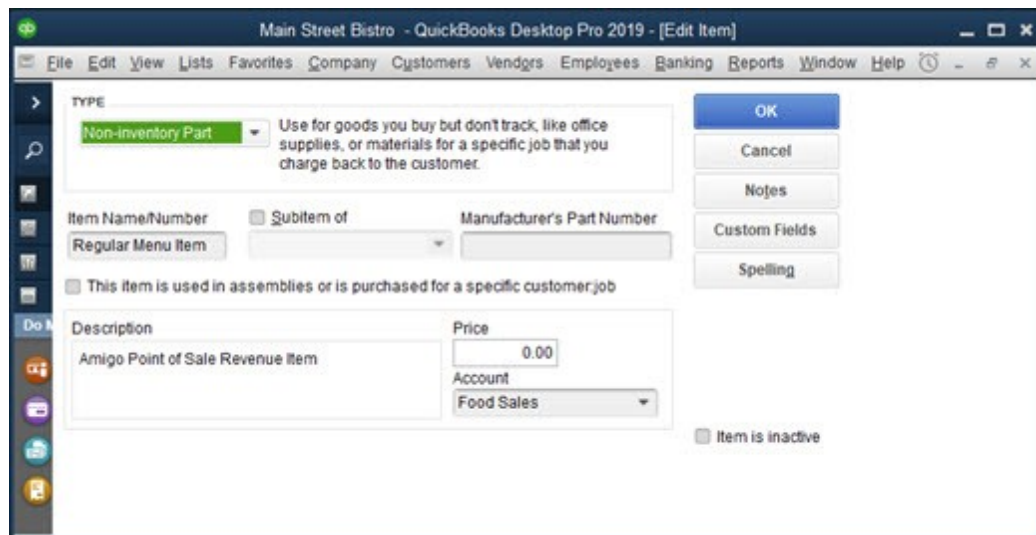 Main Street Bistro - QuickBooks Desktop Pro 2019 - [Edit Item]
File Edit View Lists Favorites Company Customers Vendors Employees Banking Reports Window Help
TYPE
Non-inventory Part
Use for goods you buy but don't track, like office
supplies, or materials for a specific job that you
charge back to the customer.
OK
Cancel
Notes
Custom Fields
Spelling
Item Name/Number
Subitem of
Manufacturer's Part Number
Regular Menu Item
This item is used in assemblies or is purchased for a specific customer:job
Do
Description
Price
Amigo Point of Sale Revenue Item
0.00
Account
Food Sales
Item is inactive